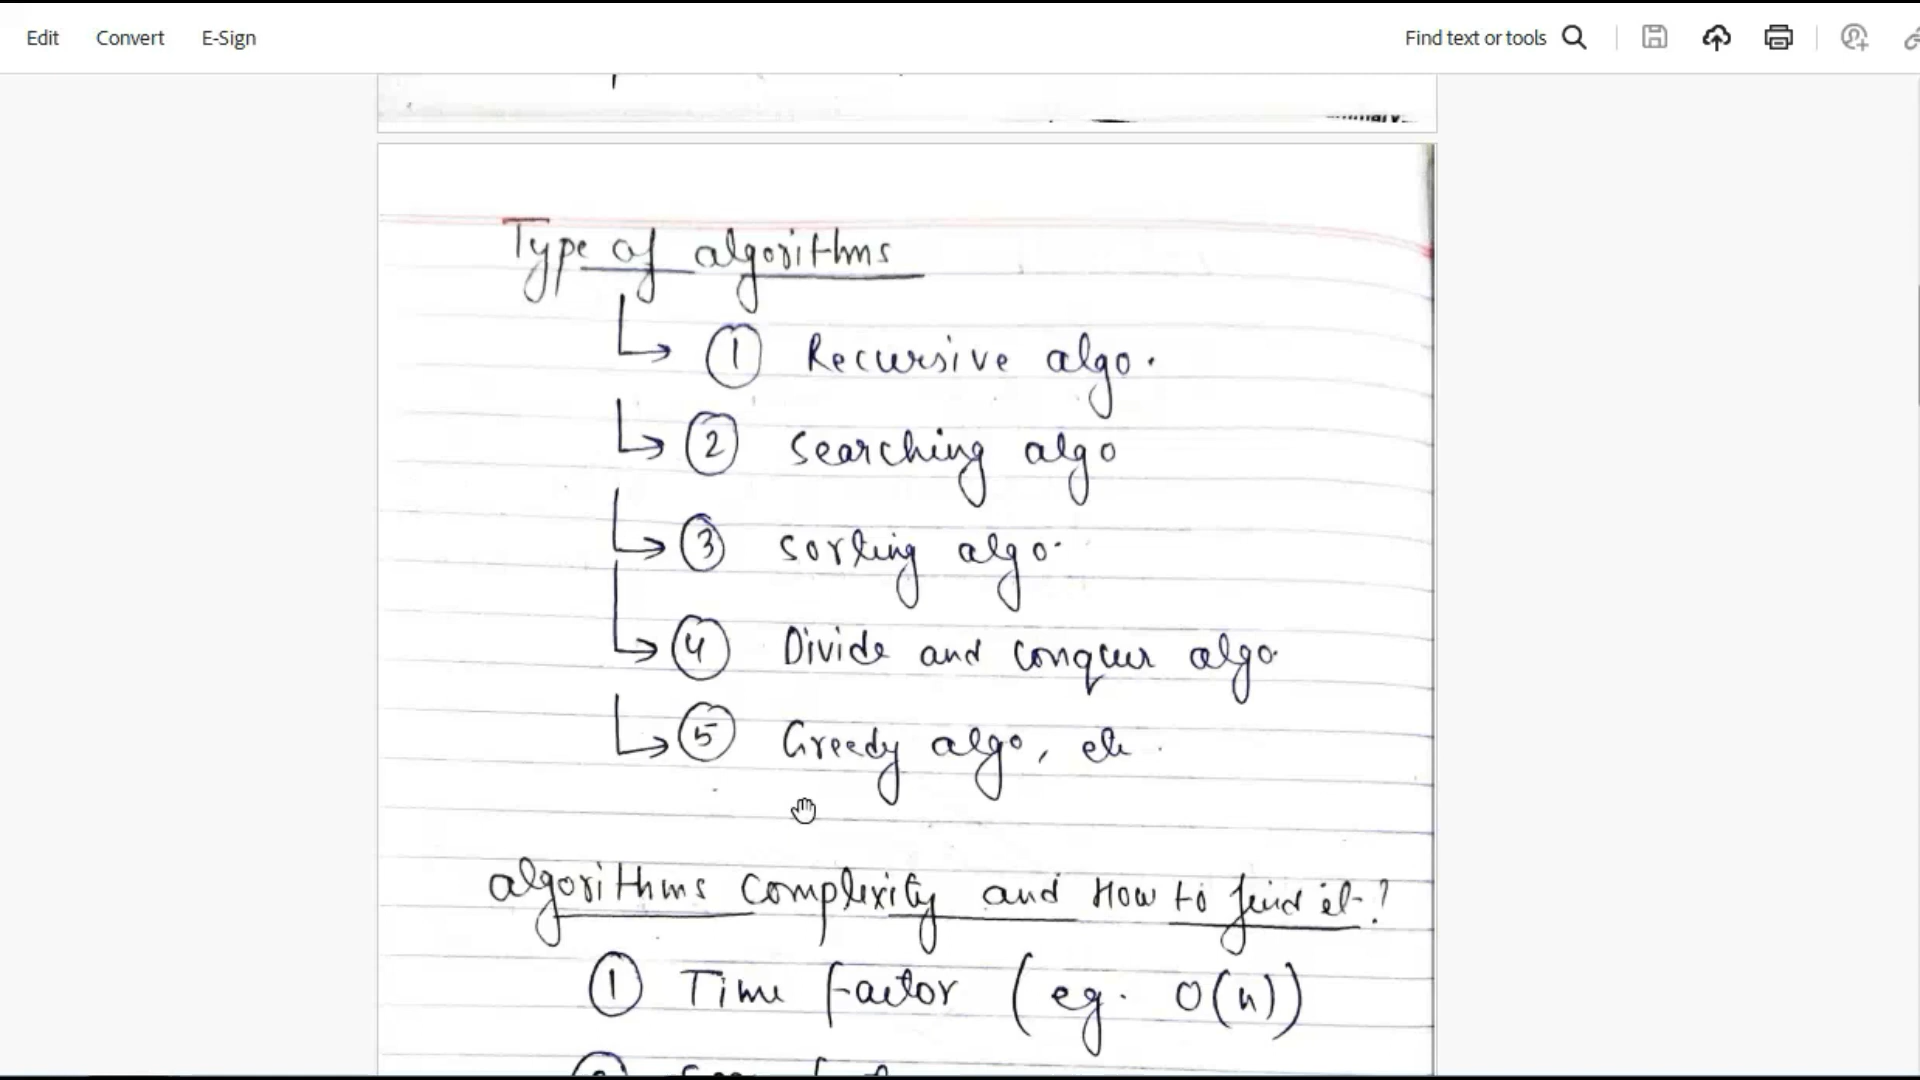 Edit Convert E-Sign Find text or tools
Type of algorithms
1 Recursive algo.
2 Searching algo
3 sorting algo.
4 Divide and conquer algo.
5 Greedy algo, etc.
algorithms complexity and How to find it?
1 Time factor (eg. O(n))